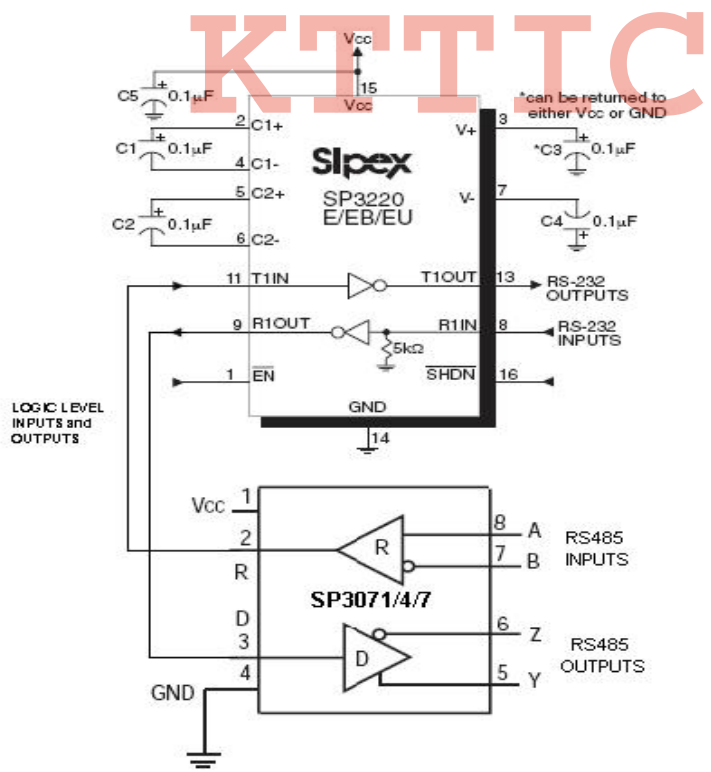 KTTIC
Vcc
15
Vcc
C5
+
0.1µF
*can be returned to
either Vcc or GND
2
C1+
C1
+
0.1µF
4
C1-
5
C2+
C2
+
0.1µF
6
C2-
Sipex
SP3220
E/EB/EU
V+
3
*C3
+
0.1µF
V-
7
C4
+
0.1µF
11
T1IN
T1OUT
13
RS-232
OUTPUTS
9
R1OUT
R1IN
8
RS-232
INPUTS
5kΩ
1
EN
SHDN
16
GND
14
LOGIC LEVEL
INPUTS and
OUTPUTS
Vcc
1
2
R
R
8
A
7
B
RS485
INPUTS
SP3071/4/7
D
3
D
6
Z
5
Y
RS485
OUTPUTS
4
GND